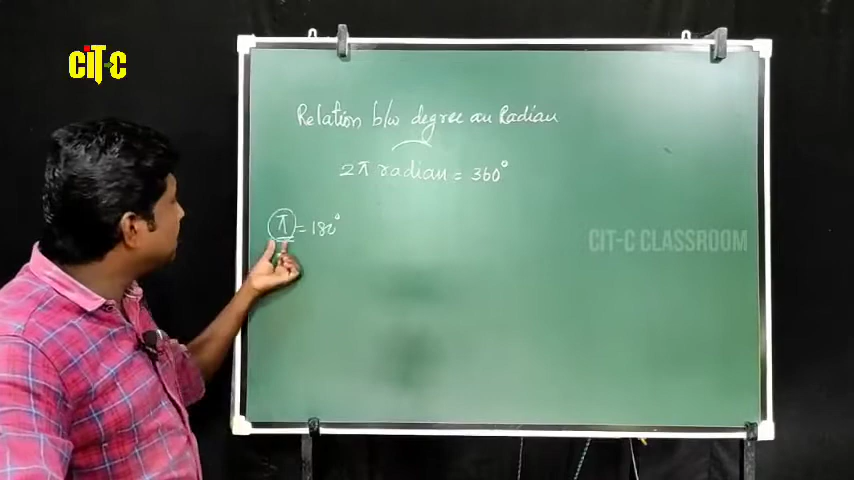 CiT-C
Relation b/w degree an Radian
2π radian = 360°
π = 180°
CIT-C CLASSROOM